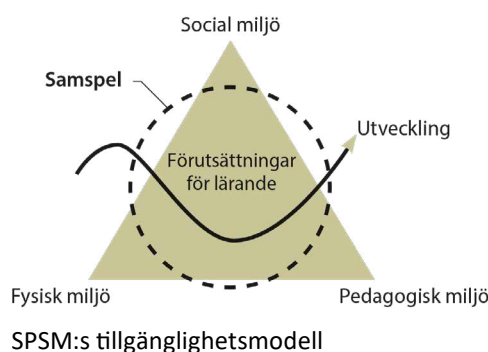 Social miljö
Samspel
Utveckling
Förutsättningar
för lärande
Fysisk miljö
Pedagogisk miljö
SPSM:s tillgänglighetsmodell